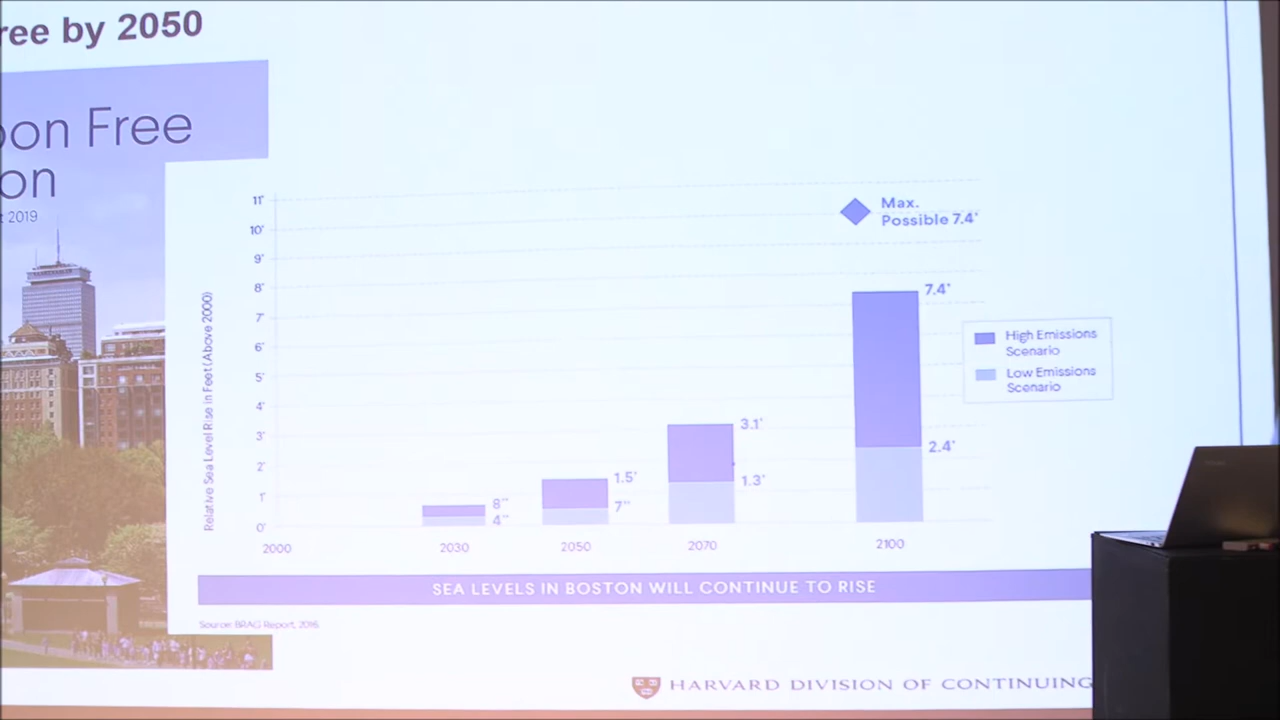 ree by 2050
oon Free
on
t 2019
11'
10'
9'
8'
7'
6'
5'
4'
3'
2'
1'
0'
Relative Sea Level Rise in Feet (Above 2000)
Max.
Possible 7.4'
7.4'
2.4'
3.1'
1.3'
1.5'
7"
8"
4"
High Emissions
Scenario
Low Emissions
Scenario
2000 2030 2050 2070 2100
SEA LEVELS IN BOSTON WILL CONTINUE TO RISE
Source: BRAG Report, 2016
HARVARD DIVISION OF CONTINUING